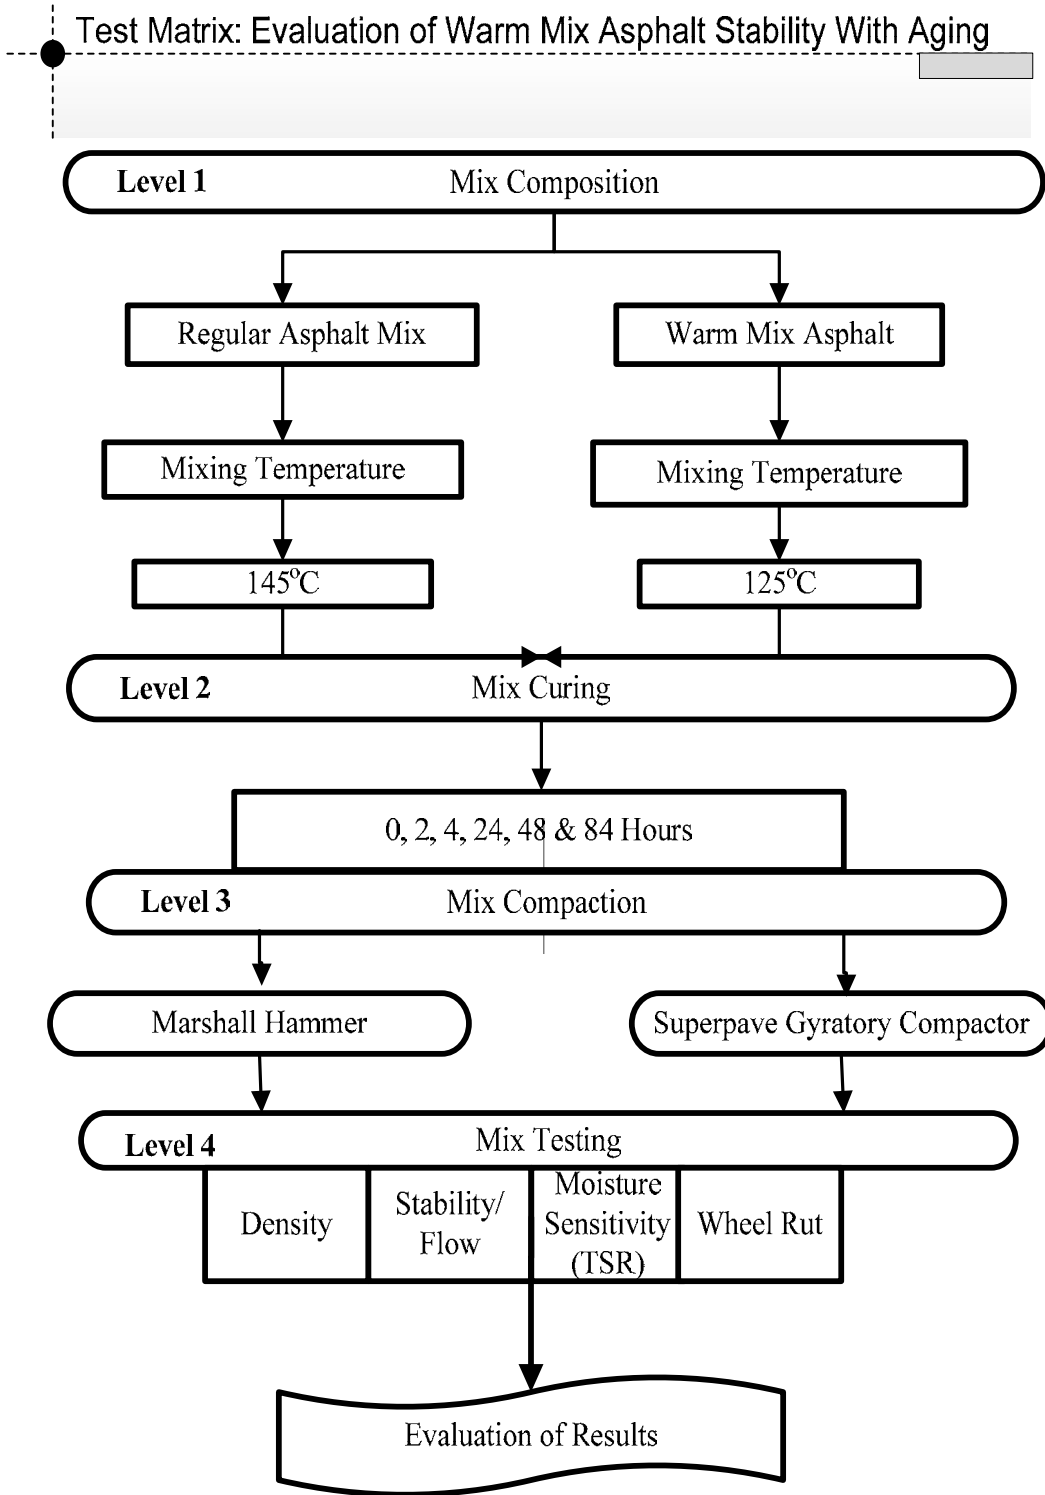 Test Matrix: Evaluation of Warm Mix Asphalt Stability With Aging
Level 1 Mix Composition
Regular Asphalt Mix
Warm Mix Asphalt
Mixing Temperature
Mixing Temperature
145°C
125°C
Level 2 Mix Curing
0, 2, 4, 24, 48 & 84 Hours
Level 3 Mix Compaction
Marshall Hammer
Superpave Gyratory Compactor
Level 4 Mix Testing
Density
Stability/
Flow
Moisture
Sensitivity
(TSR)
Wheel Rut
Evaluation of Results